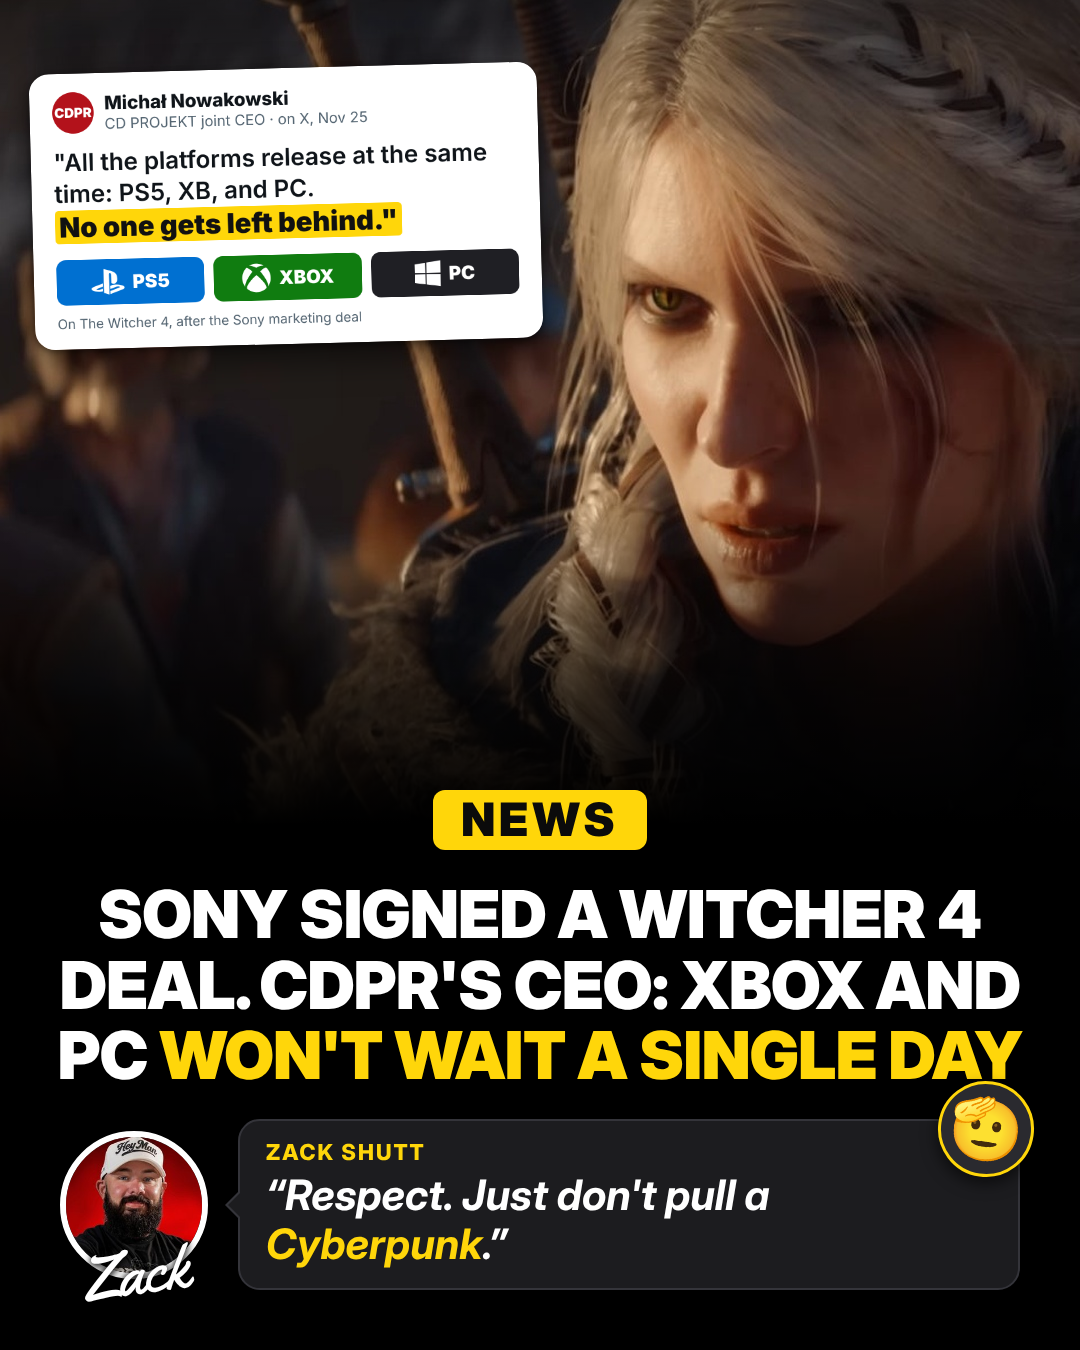 CDPR
Michał Nowakowski
CD PROJEKT joint CEO · on X, Nov 25
"All the platforms release at the same
time: PS5, XB, and PC.
No one gets left behind."
PS5
XBOX
PC
On The Witcher 4, after the Sony marketing deal
NEWS
SONY SIGNED A WITCHER 4
DEAL. CDPR'S CEO: XBOX AND
PC WON'T WAIT A SINGLE DAY
Hey Man
Zack
ZACK SHUTT
“Respect. Just don't pull a
Cyberpunk.”